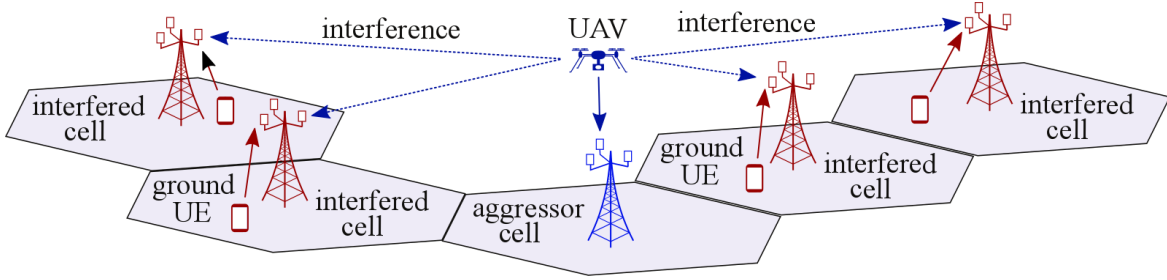 interference
UAV
interference
interfered
cell
ground
UE
interfered
cell
aggressor
cell
ground
UE
interfered
cell
interfered
cell